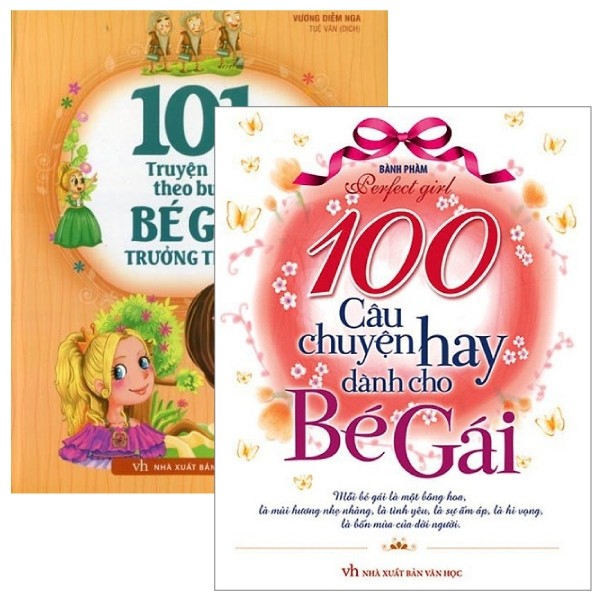 VƯƠNG DIỄM NGA
TUỆ VĂN (DỊCH)
101
Truyện
theo
BÉ G
TRƯỞNG T
vh NHÀ XUẤT BẢN
BÀNH PHÀM
Perfect girl
100
Câu
chuyện hay
dành cho
Bé Gái
Mỗi bé gái là một bông hoa,
là mùi hương nhẹ nhàng, là tình yêu, là sự ấm áp, là hi vọng,
là bốn mùa của đời người.
vh NHÀ XUẤT BẢN VĂN HỌC